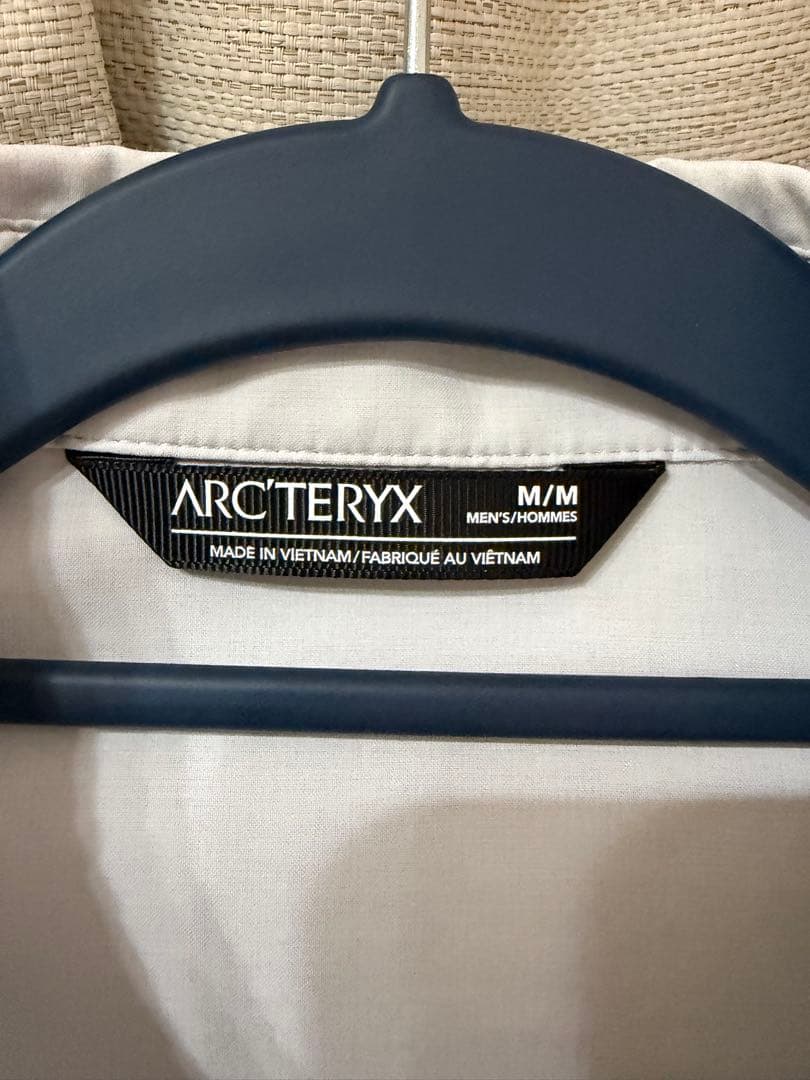 ARC'TERYX
M/M
MEN'S/HOMMES
MADE IN VIETNAM/FABRIQUÉ AU VIÊTNAM